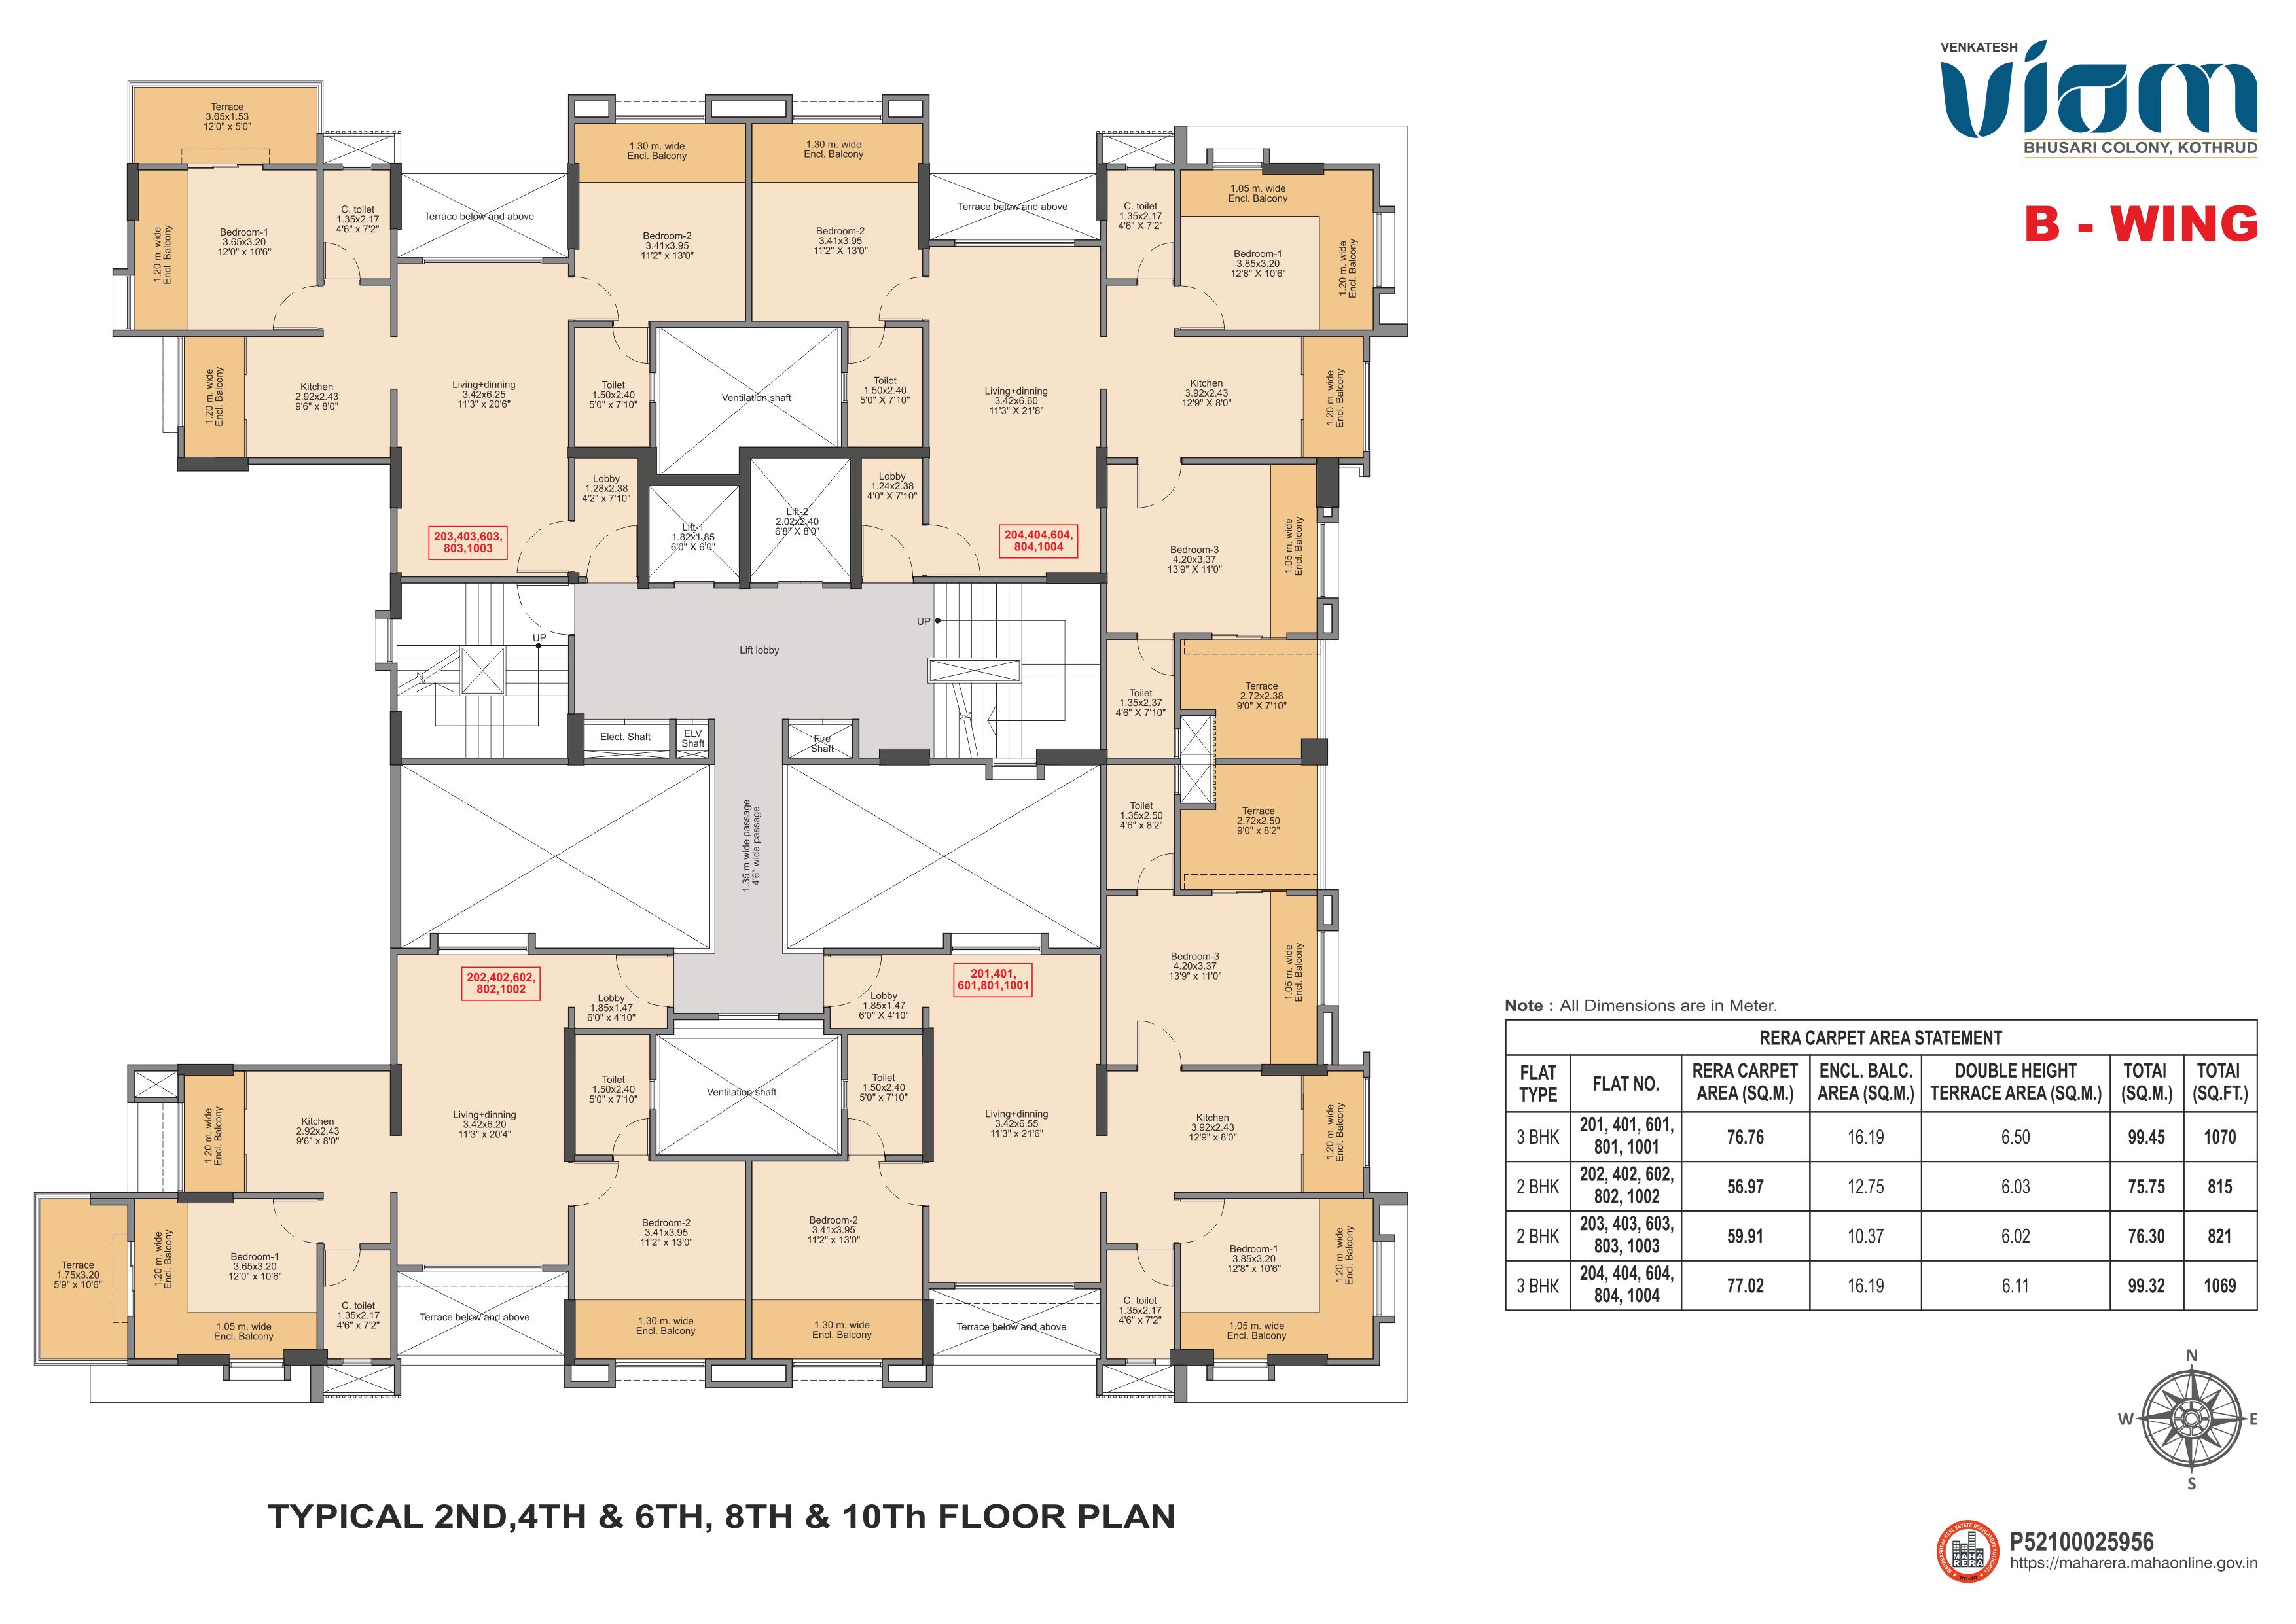 VENKATESH
Viom
BHUSARI COLONY, KOTHRUD
B - WING
Terrace
3.65x1.53
12'0" x 5'0"
1.20 m. wide
Encl. Balcony
Bedroom-1
3.65x3.20
12'0" x 10'6"
C. toilet
1.35x2.17
4'6" x 7'2"
Terrace below and above
1.30 m. wide
Encl. Balcony
Bedroom-2
3.41x3.95
11'2" x 13'0"
1.30 m. wide
Encl. Balcony
Bedroom-2
3.41x3.95
11'2" X 13'0"
Terrace below and above
C. toilet
1.35x2.17
4'6" X 7'2"
1.05 m. wide
Encl. Balcony
Bedroom-1
3.85x3.20
12'8" X 10'6"
1.20 m. wide
Encl. Balcony
1.20 m. wide
Encl. Balcony
Kitchen
2.92x2.43
9'6" x 8'0"
Living+dinning
3.42x6.25
11'3" x 20'6"
Toilet
1.50x2.40
5'0" x 7'10"
Ventilation shaft
Toilet
1.50x2.40
5'0" X 7'10"
Living+dinning
3.42x6.60
11'3" X 21'8"
Kitchen
3.92x2.43
12'9" X 8'0"
1.20 m. wide
Encl. Balcony
Lobby
1.28x2.38
4'2" x 7'10"
Lift-1
1.82x1.85
6'0" X 6'0"
Lift-2
2.02x2.40
6'8" X 8'0"
Lobby
1.24x2.38
4'0" X 7'10"
203,403,603,
803,1003
204,404,604,
804,1004
Bedroom-3
4.20x3.37
13'9" X 11'0"
1.05 m. wide
Encl. Balcony
UP
Lift lobby
UP
Toilet
1.35x2.37
4'6" X 7'10"
Terrace
2.72x2.38
9'0" X 7'10"
Elect. Shaft
ELV
Shaft
Fire
Shaft
1.35 m wide passage
4'6" wide passage
Toilet
1.35x2.50
4'6" x 8'2"
Terrace
2.72x2.50
9'0" x 8'2"
202,402,602,
802,1002
Lobby
1.85x1.47
6'0" x 4'10"
Lobby
1.85x1.47
6'0" X 4'10"
201,401,
601,801,1001
Bedroom-3
4.20x3.37
13'9" x 11'0"
1.05 m. wide
Encl. Balcony
1.20 m. wide
Encl. Balcony
Kitchen
2.92x2.43
9'6" x 8'0"
Living+dinning
3.42x6.20
11'3" x 20'4"
Toilet
1.50x2.40
5'0" x 7'10"
Ventilation shaft
Toilet
1.50x2.40
5'0" x 7'10"
Living+dinning
3.42x6.55
11'3" x 21'6"
Kitchen
3.92x2.43
12'9" x 8'0"
1.20 m. wide
Encl. Balcony
Terrace
1.75x3.20
5'9" x 10'6"
1.20 m. wide
Encl. Balcony
Bedroom-1
3.65x3.20
12'0" x 10'6"
1.05 m. wide
Encl. Balcony
C. toilet
1.35x2.17
4'6" x 7'2"
Terrace below and above
Bedroom-2
3.41x3.95
11'2" x 13'0"
1.30 m. wide
Encl. Balcony
Bedroom-2
3.41x3.95
11'2" x 13'0"
1.30 m. wide
Encl. Balcony
Terrace below and above
C. toilet
1.35x2.17
4'6" x 7'2"
Bedroom-1
3.85x3.20
12'8" x 10'6"
1.20 m. wide
Encl. Balcony
1.05 m. wide
Encl. Balcony
Note : All Dimensions are in Meter.
RERA CARPET AREA STATEMENT
FLAT TYPE FLAT NO. RERA CARPET AREA (SQ.M.) ENCL. BALC. AREA (SQ.M.) DOUBLE HEIGHT TERRACE AREA (SQ.M.) TOTAl (SQ.M.) TOTAl (SQ.FT.)
3 BHK 201, 401, 601, 801, 1001 76.76 16.19 6.50 99.45 1070
2 BHK 202, 402, 602, 802, 1002 56.97 12.75 6.03 75.75 815
2 BHK 203, 403, 603, 803, 1003 59.91 10.37 6.02 76.30 821
3 BHK 204, 404, 604, 804, 1004 77.02 16.19 6.11 99.32 1069
N
W
E
S
TYPICAL 2ND,4TH & 6TH, 8TH & 10Th FLOOR PLAN
MAHARASHTRA REAL ESTATE REGULATORY AUTHORITY
MAHA
RERA
P52100025956
https://maharera.mahaonline.gov.in